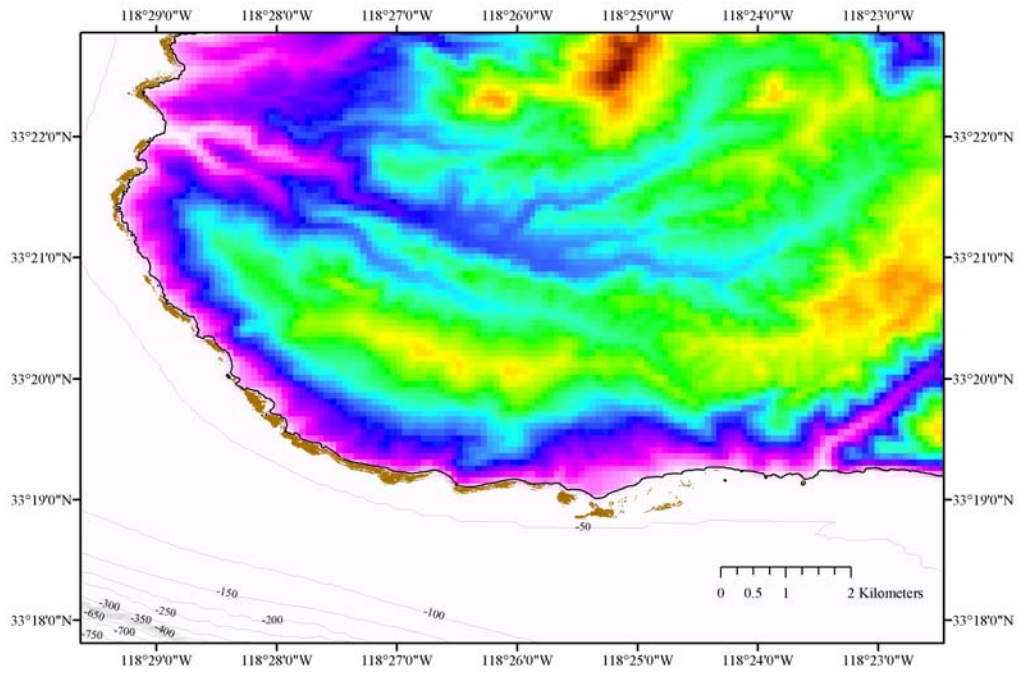 118°29'0"W 118°28'0"W 118°27'0"W 118°26'0"W 118°25'0"W 118°24'0"W 118°23'0"W
33°22'0"N 33°22'0"N
33°21'0"N 33°21'0"N
33°20'0"N 33°20'0"N
33°19'0"N 33°19'0"N
-50
-150
-100
0 0.5 1 2 Kilometers
-300 -250
-650 -350 -200
-750 -700 -400
33°18'0"N 33°18'0"N
118°29'0"W 118°28'0"W 118°27'0"W 118°26'0"W 118°25'0"W 118°24'0"W 118°23'0"W